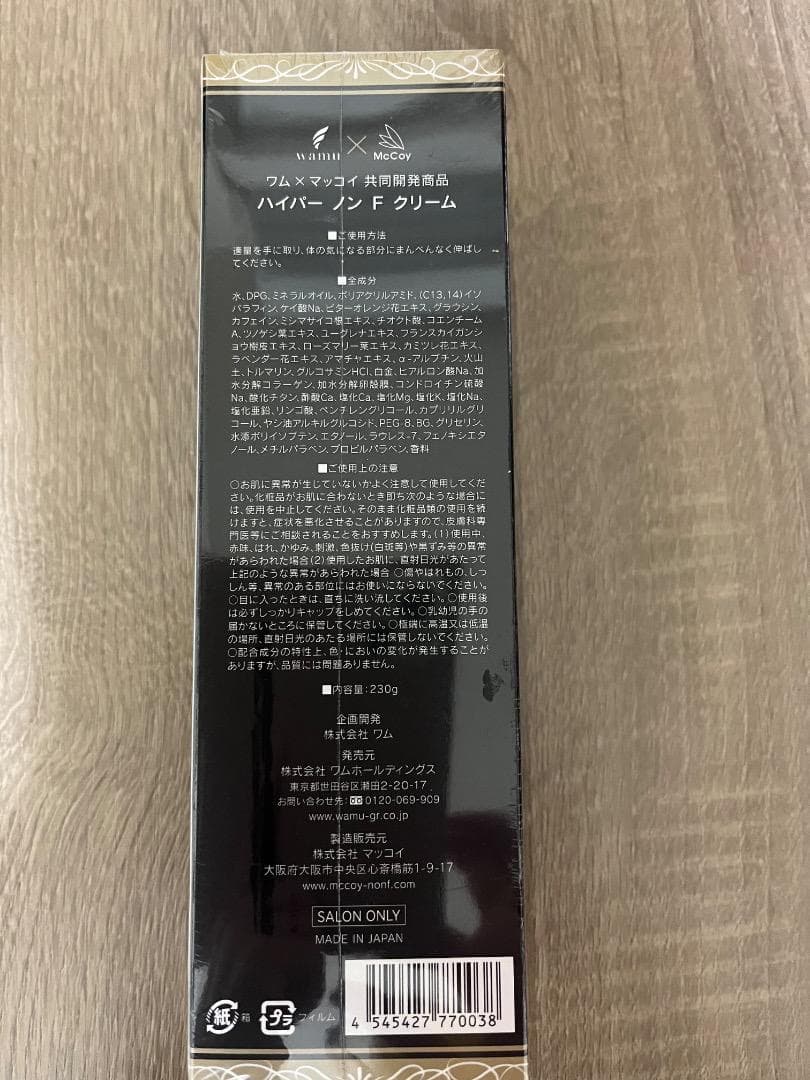 wamu × McCoy
ワム×マッコイ 共同開発商品
ハイパー ノン F クリーム
■ご使用方法
適量を手に取り、体の気になる部分にまんべんなく伸ばし
てください。
■全成分
水、DPG、ミネラルオイル、ポリアクリルアミド、(C13,14)イソ
パラフィン、ケイ酸Na、ビターオレンジ花エキス、グラウシン、
カフェイン、ミシマサイコ根エキス、チオクト酸、コエンチーム
A、ツノゲシ葉エキス、ユーグレナエキス、フランスカイガンシ
ョウ樹皮エキス、ローズマリー葉エキス、カミツレ花エキス、
ラベンダー花エキス、アマチャエキス、α-アルブチン、火山
土、トルマリン、グルコサミンHCl、白金、ヒアルロン酸Na、加
水分解コラーゲン、加水分解卵殻膜、コンドロイチン硫酸
Na、酸化チタン、酢酸Ca、塩化Ca、塩化Mg、塩化K、塩化Na、
塩化亜鉛、リンゴ酸、ペンチレングリコール、カプリリルグリ
コール、ヤシ油アルキルグルコシド、PEG-8、BG、グリセリン、
水添ポリイソブテン、エタノール、ラウレス-7、フェノキシエタ
ノール、メチルパラベン、プロピルパラベン、香料
■ご使用上の注意
○お肌に異常が生じていないかよく注意して使用してくだ
さい。化粧品がお肌に合わないとき即ち次のような場合に
は、使用を中止してください。そのまま化粧品類の使用を続
けますと、症状を悪化させることがありますので、皮膚科専
門医等にご相談されることをおすすめします。(1)使用中、
赤味、はれ、かゆみ、刺激、色抜け(白斑等)や黒ずみ等の異常
があらわれた場合(2)使用したお肌に、直射日光があたって
上記のような異常があらわれた場合 ○傷やはれもの、しっ
しん等、異常のある部位にはお使いにならないでください。
○目に入ったときは、直ちに洗い流してください。○使用後
は必ずしっかりキャップをしめてください。○乳幼児の手の
届かないところに保管してください。○極端に高温又は低温
の場所、直射日光のあたる場所には保管しないでください。
○配合成分の特性上、色・においの変化が発生することが
ありますが、品質には問題ありません。
■内容量:230g
企画開発
株式会社 ワム
発売元
株式会社 ワムホールディングス
東京都世田谷区瀬田2-20-17
お問い合わせ先:0120-069-909
www.wamu-gr.co.jp
製造販売元
株式会社 マッコイ
大阪府大阪市中央区心斎橋筋1-9-17
www.mccoy-nonf.com
SALON ONLY
MADE IN JAPAN
紙 箱 プラ フィルム
4 545427 770038